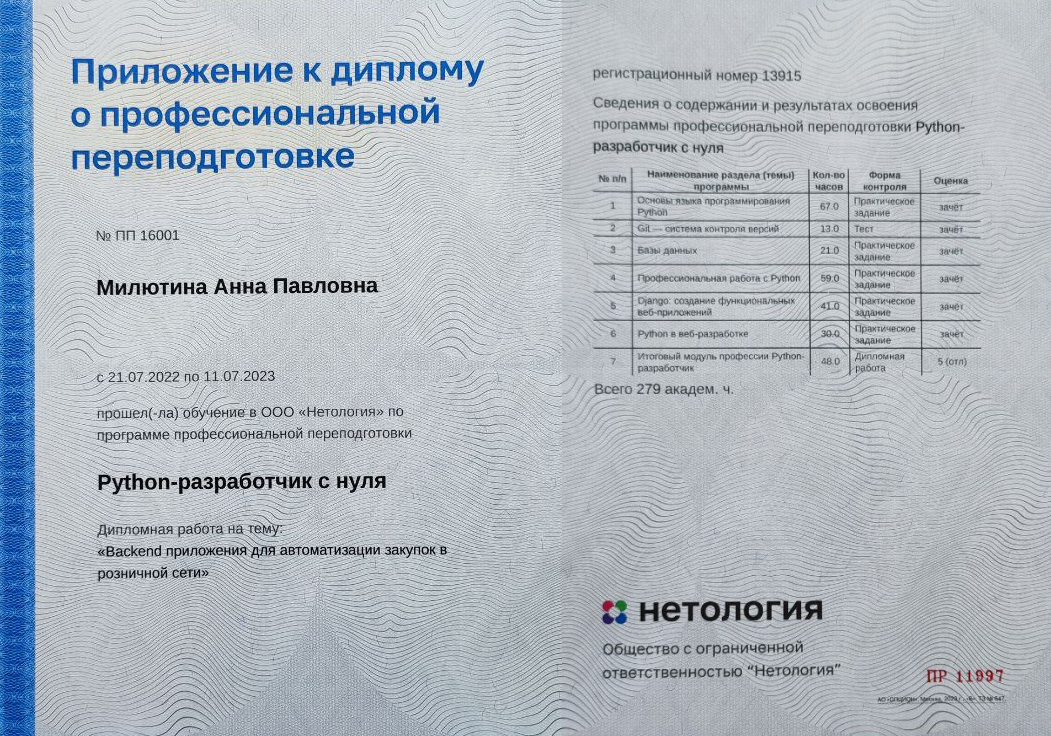 Приложение к диплому
о профессиональной
переподготовке
№ ПП 16001
Милютина Анна Павловна
с 21.07.2022 по 11.07.2023
прошел(-ла) обучение в ООО «Нетология» по
программе профессиональной переподготовки
Python-разработчик с нуля
Дипломная работа на тему:
«Backend приложения для автоматизации закупок в
розничной сети»
регистрационный номер 13915
Сведения о содержании и результатах освоения
программы профессиональной переподготовки Python-
разработчик с нуля
№ п/п Наименование раздела (темы) программы Кол-во часов Форма контроля Оценка
1 Основы языка программирования Python 67.0 Практическое задание зачёт
2 Git — система контроля версий 13.0 Тест зачёт
3 Базы данных 21.0 Практическое задание зачёт
4 Профессиональная работа с Python 59.0 Практическое задание зачёт
5 Django: создание функциональных веб-приложений 41.0 Практическое задание зачёт
6 Python в веб-разработке 30.0 Практическое задание зачёт
7 Итоговый модуль профессии Python-разработчик 48.0 Дипломная работа 5 (отл)
Всего 279 академ. ч.
нетология
Общество с ограниченной
ответственностью “Нетология”
ПР 11997
Москва, 2023 г.